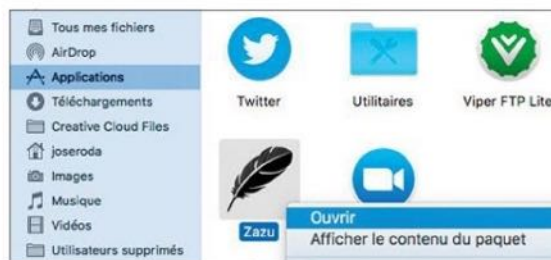 Tous mes fichiers
AirDrop
Applications
Téléchargements
Creative Cloud Files
joseroda
Images
Musique
Vidéos
Utilisateurs supprimés
Twitter
Utilitaires
Viper FTP Lite
Zazu
Ouvrir
Afficher le contenu du paquet